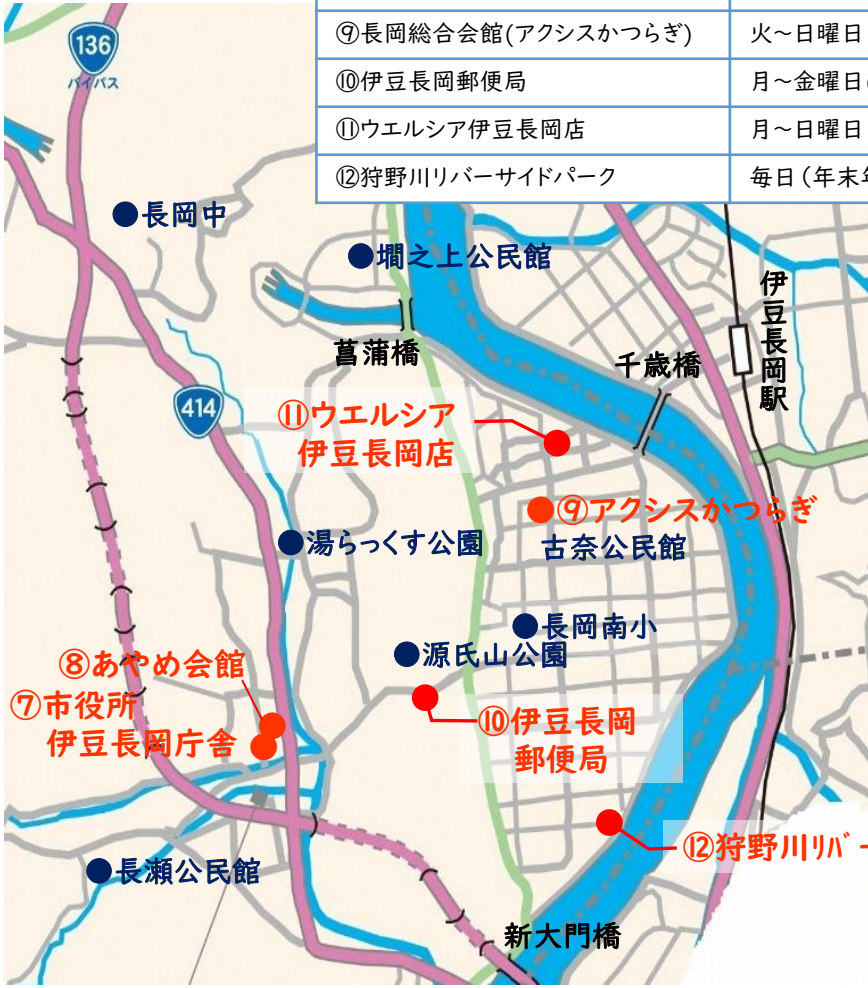 ⑨長岡総合会館(アクシスかつらぎ) 火～日曜日
⑩伊豆長岡郵便局 月～金曜日
⑪ウエルシア伊豆長岡店 月～日曜日
⑫狩野川リバーサイドパーク 毎日(年末
136
バイパス
長岡中
墹之上公民館
伊豆長岡駅
菖蒲橋
千歳橋
414
⑪ウエルシア
伊豆長岡店
⑨アクシスかつらぎ
湯らっくす公園
古奈公民館
長岡南小
源氏山公園
⑧あやめ会館
⑦市役所
伊豆長岡庁舎
⑩伊豆長岡
郵便局
⑫狩野川リバー
長瀬公民館
新大門橋